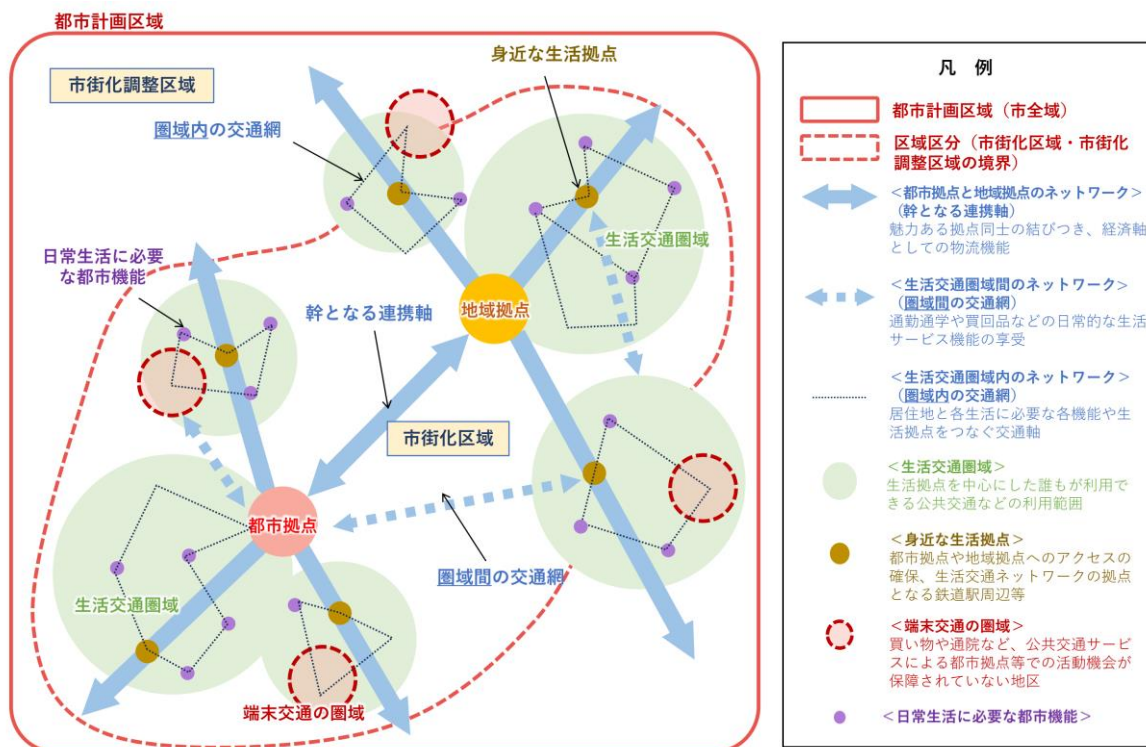 都市計画区域
市街化調整区域
身近な生活拠点
圏域内の交通網
生活交通圏域
日常生活に必要
な都市機能
地域拠点
幹となる連携軸
市街化区域
都市拠点
圏域間の交通網
生活交通圏域
端末交通の圏域
凡 例
都市計画区域（市全域）
区域区分（市街化区域・市街化
調整区域の境界）
＜都市拠点と地域拠点のネットワーク＞
（幹となる連携軸）
魅力ある拠点同士の結びつき、経済軸
としての物流機能
＜生活交通圏域間のネットワーク＞
（圏域間の交通網）
通勤通学や買回品などの日常的な生活
サービス機能の享受
＜生活交通圏域内のネットワーク＞
（圏域内の交通網）
居住地と各生活に必要な各機能や生
活拠点をつなぐ交通軸
＜生活交通圏域＞
生活拠点を中心にした誰もが利用で
きる公共交通などの利用範囲
＜身近な生活拠点＞
都市拠点や地域拠点へのアクセスの
確保、生活交通ネットワークの拠点
となる鉄道駅周辺等
＜端末交通の圏域＞
買い物や通院など、公共交通サービ
スによる都市拠点等での活動機会が
保障されていない地区
＜日常生活に必要な都市機能＞